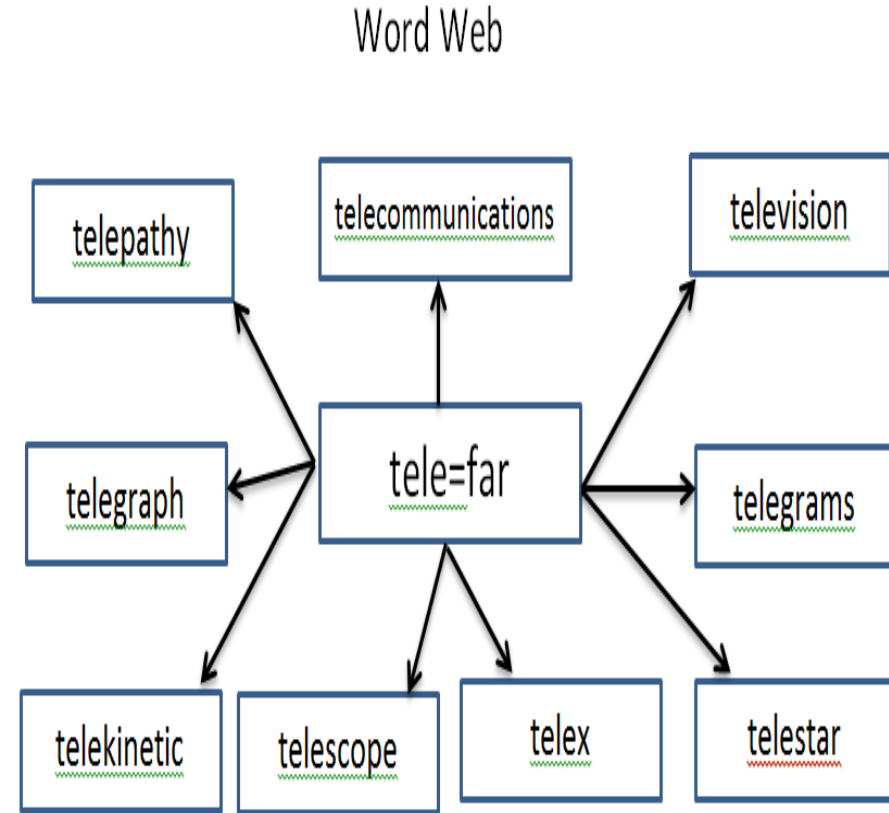 Word Web
telepathy
telecommunications
television
tele=far
telegraph
telegrams
telekinetic
telescope
telex
telestar